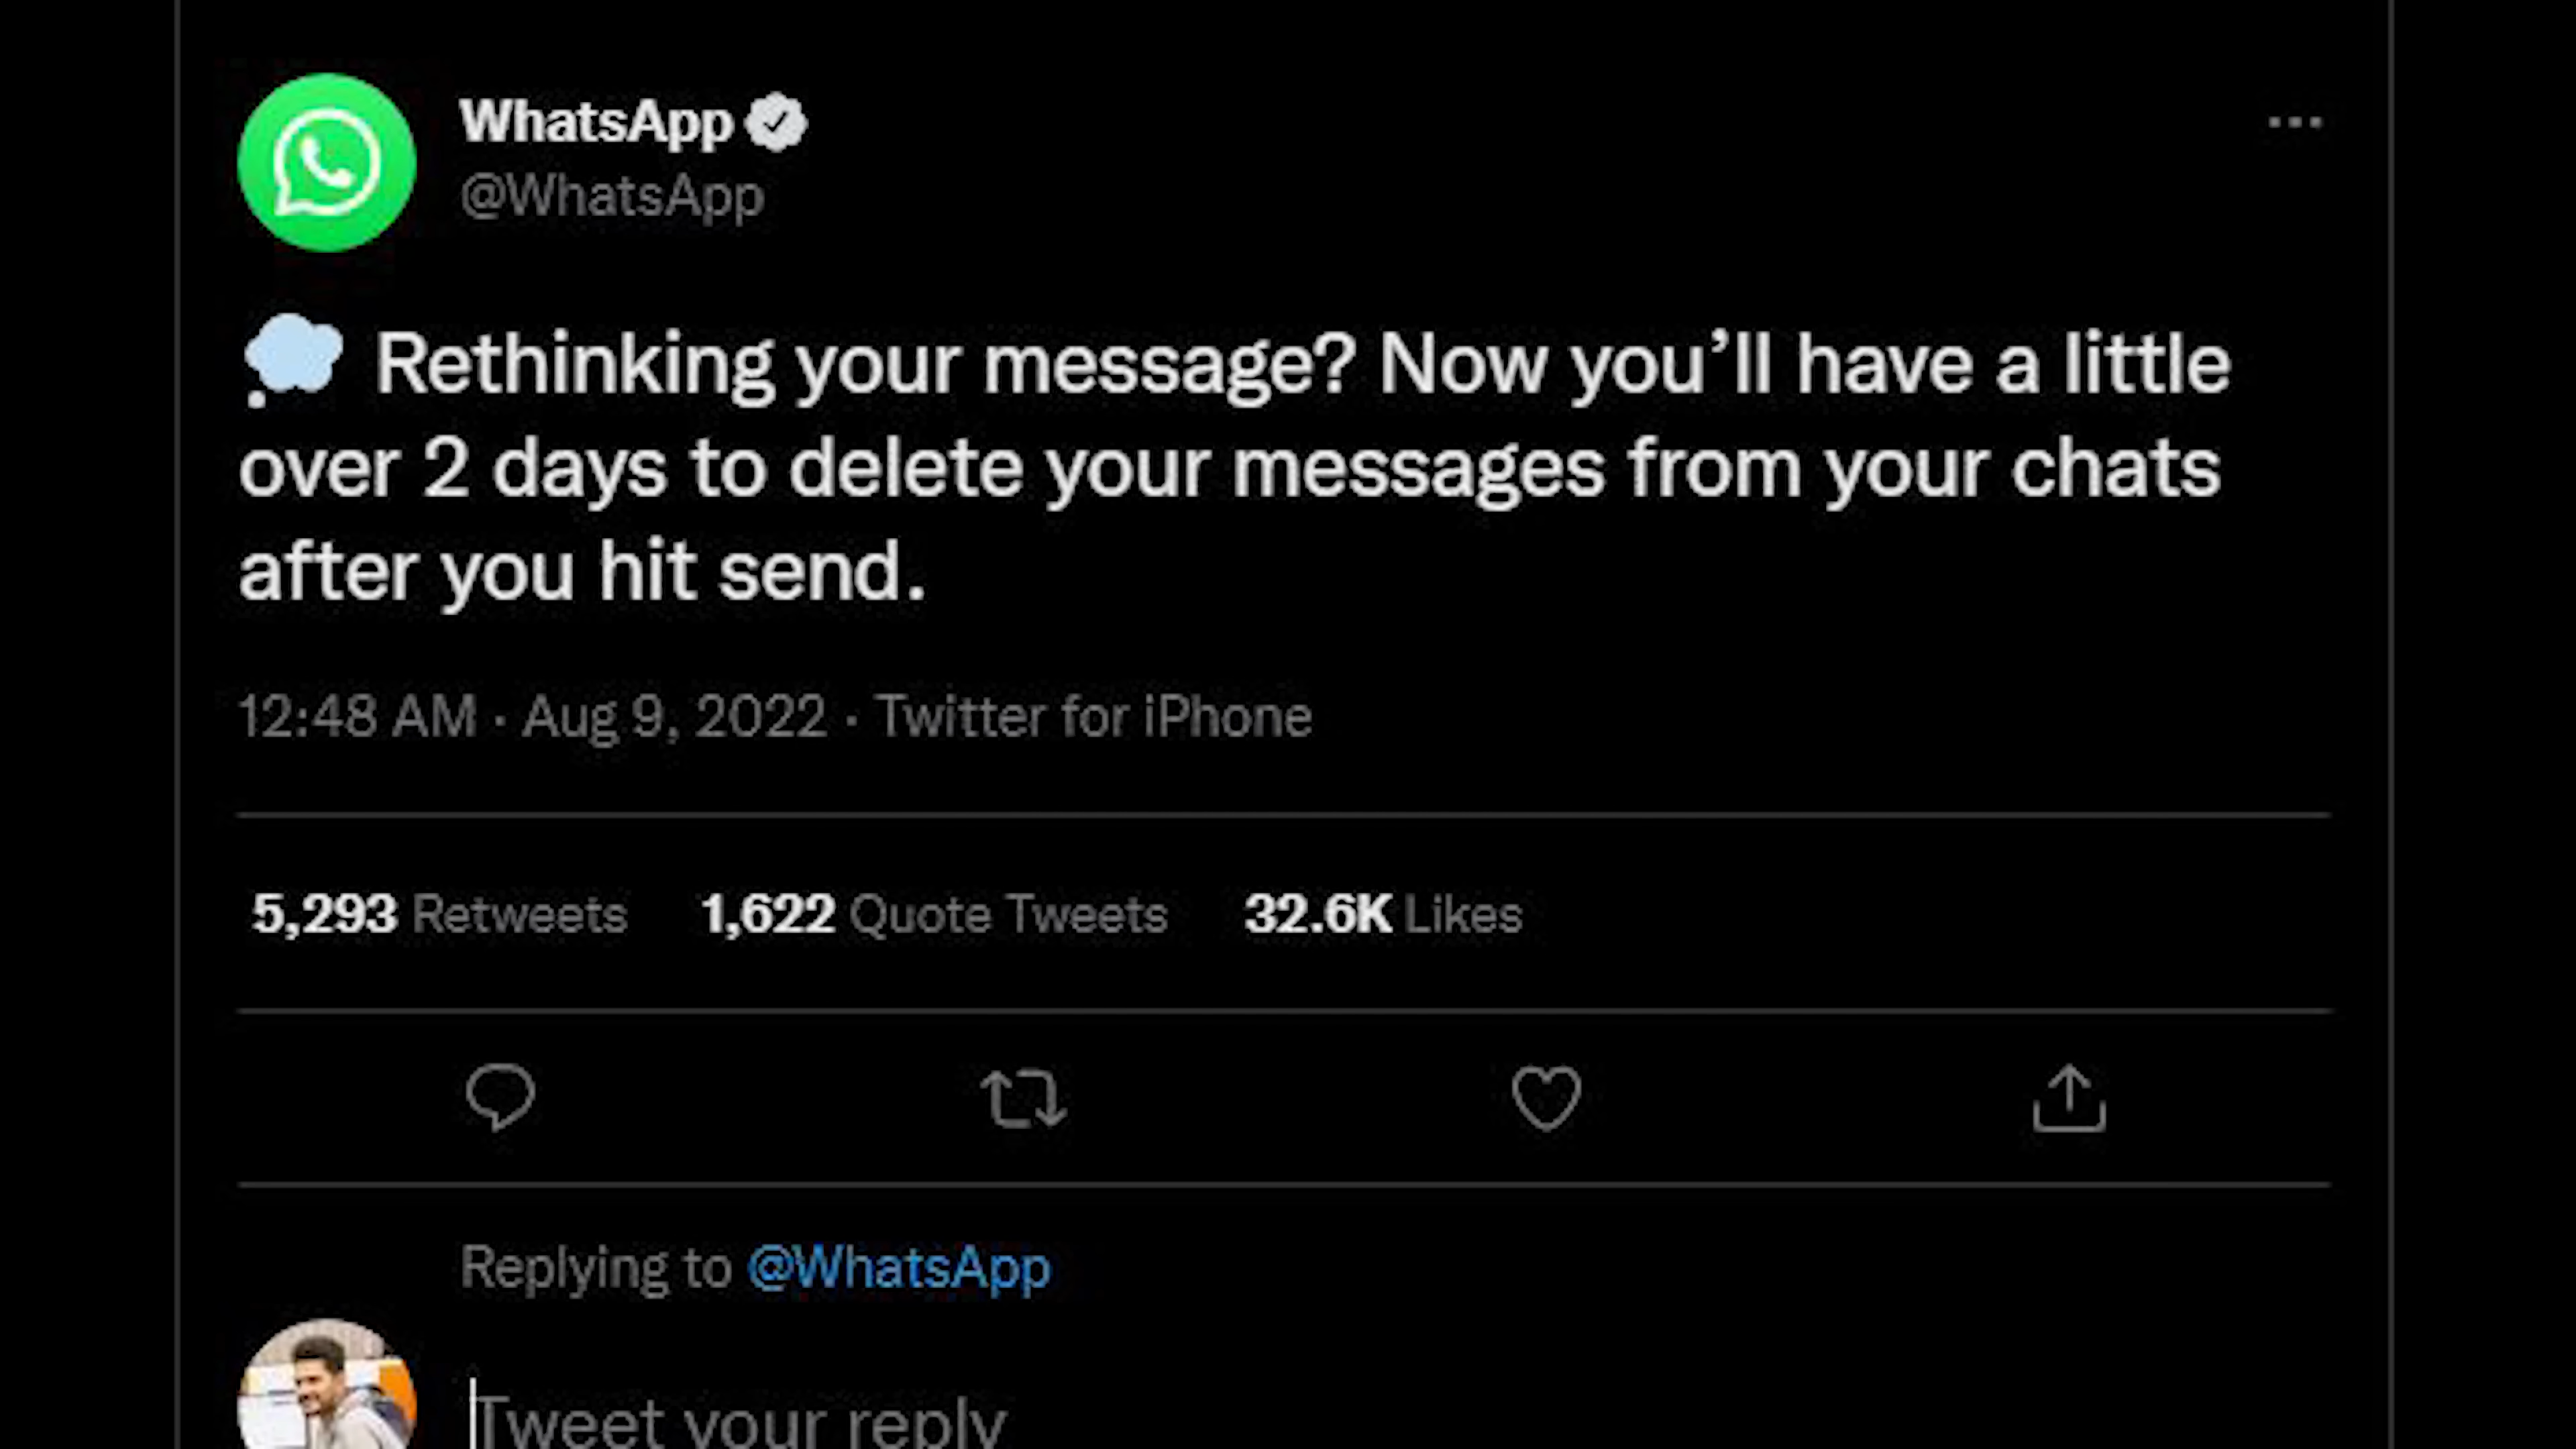 WhatsApp
@WhatsApp
💭 Rethinking your message? Now you’ll have a little
over 2 days to delete your messages from your chats
after you hit send.
12:48 AM · Aug 9, 2022 · Twitter for iPhone
5,293 Retweets 1,622 Quote Tweets 32.6K Likes
Replying to @WhatsApp
Tweet your reply